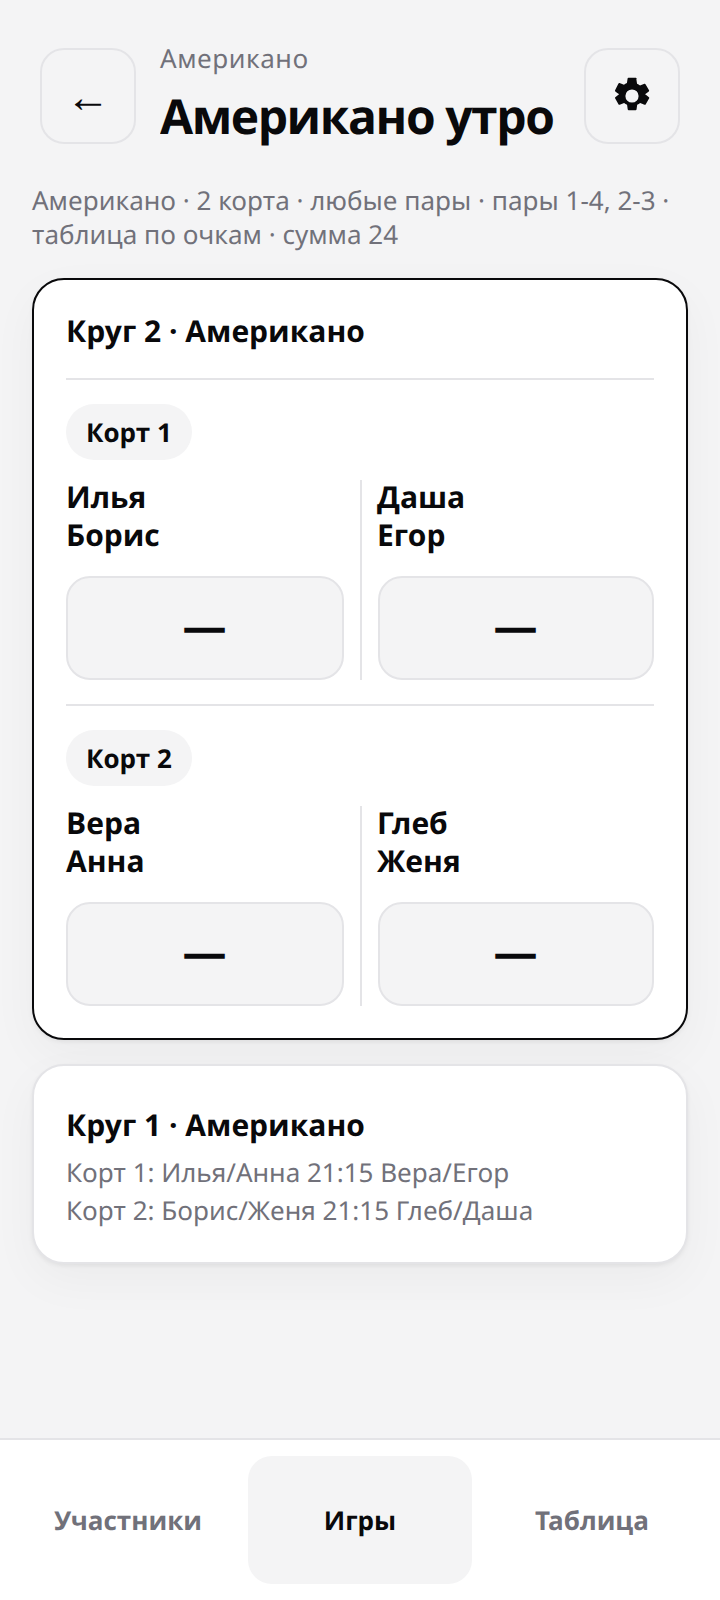 Американо
←
Американо утро
Американо · 2 корта · любые пары · пары 1-4, 2-3 ·
таблица по очкам · сумма 24
Круг 2 · Американо
Корт 1
Илья
Борис
Даша
Егор
—
—
Корт 2
Вера
Анна
Глеб
Женя
—
—
Круг 1 · Американо
Корт 1: Илья/Анна 21:15 Вера/Егор
Корт 2: Борис/Женя 21:15 Глеб/Даша
Участники
Игры
Таблица